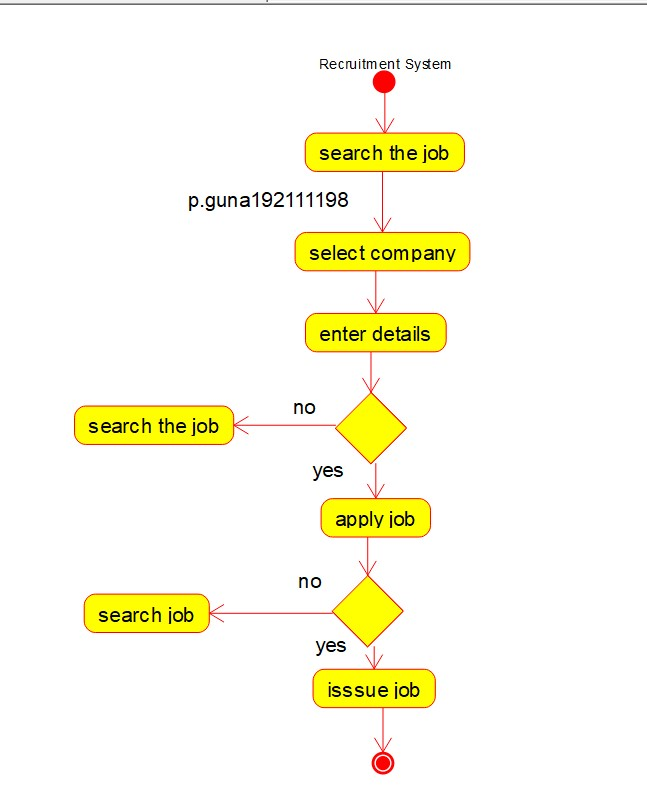 Recruitment System
search the job
p.guna192111198
select company
enter details
no
search the job
yes
apply job
no
search job
yes
isssue job